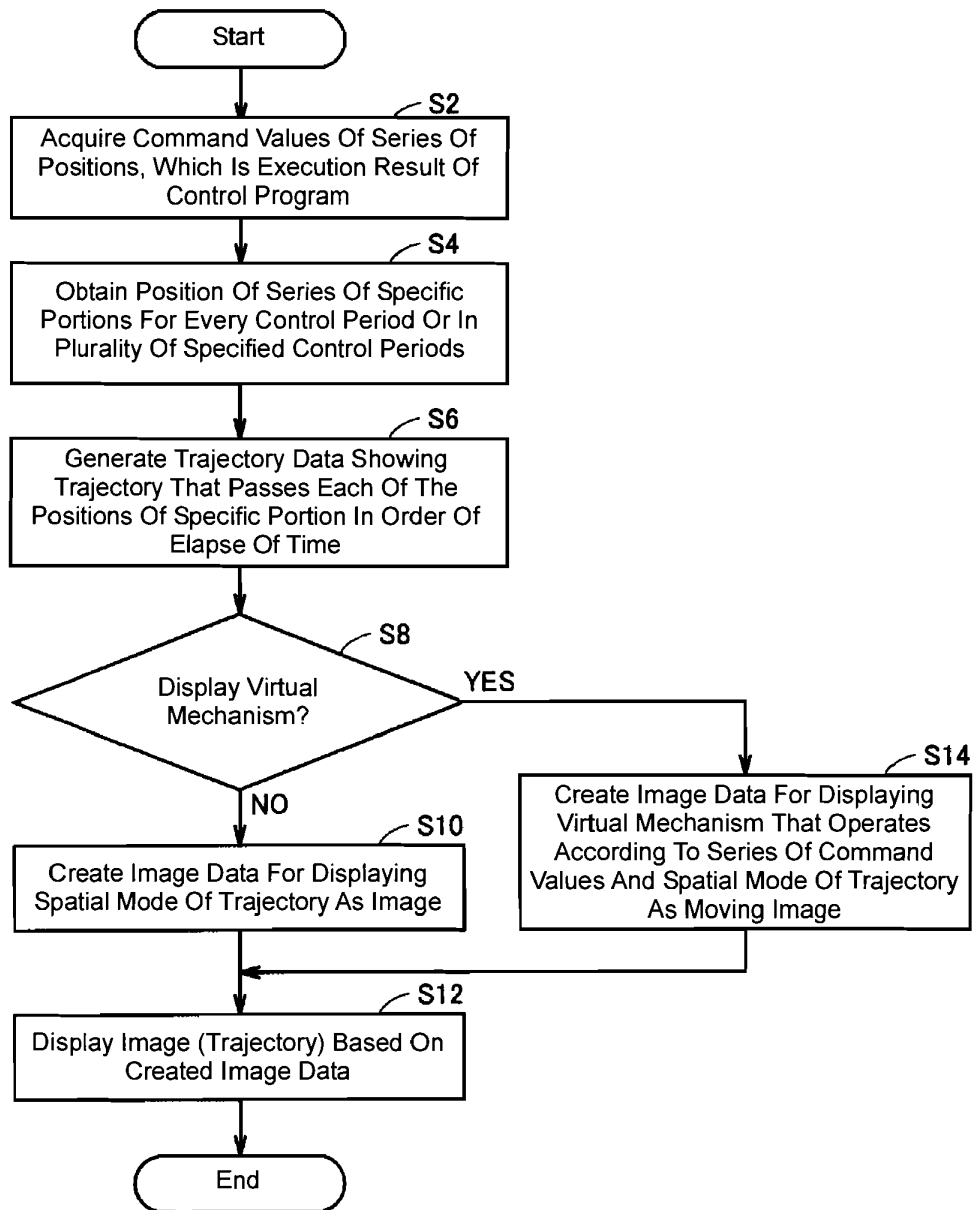 Start
S2
Acquire Command Values Of Series Of
Positions, Which Is Execution Result Of
Control Program
S4
Obtain Position Of Series Of Specific
Portions For Every Control Period Or In
Plurality Of Specified Control Periods
S6
Generate Trajectory Data Showing
Trajectory That Passes Each Of The
Positions Of Specific Portion In Order Of
Elapse Of Time
S8
Display Virtual
Mechanism?
YES
NO
S14
Create Image Data For Displaying
Virtual Mechanism That Operates
According To Series Of Command
Values And Spatial Mode Of Trajectory
As Moving Image
S10
Create Image Data For Displaying
Spatial Mode Of Trajectory As Image
S12
Display Image (Trajectory) Based On
Created Image Data
End